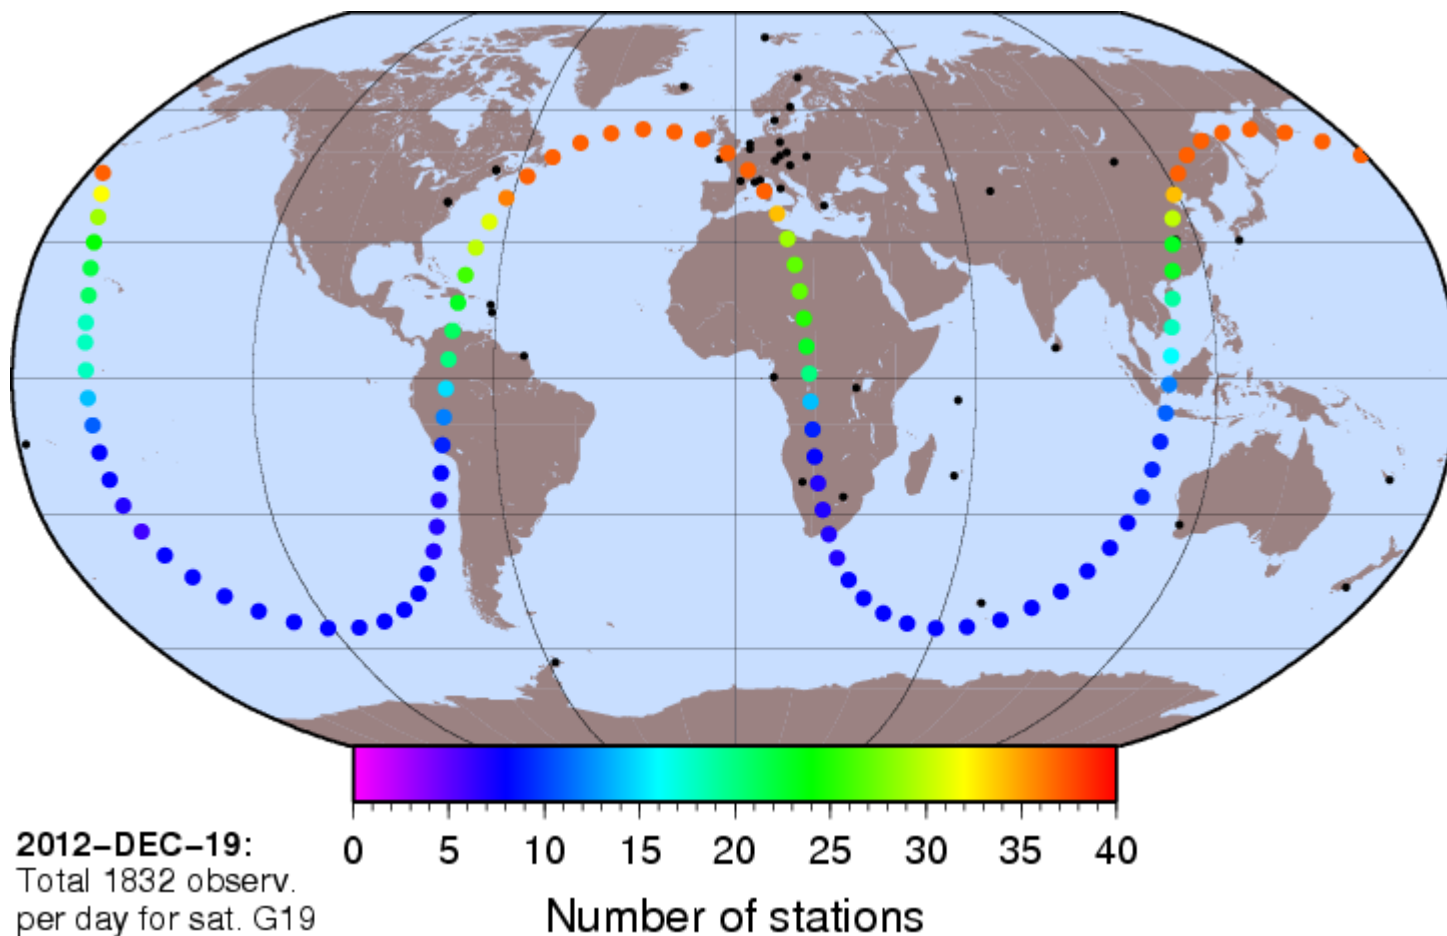 0 5 10 15 20 25 30 35 40
2012-DEC-19:
Total 1832 observ.
per day for sat. G19
Number of stations